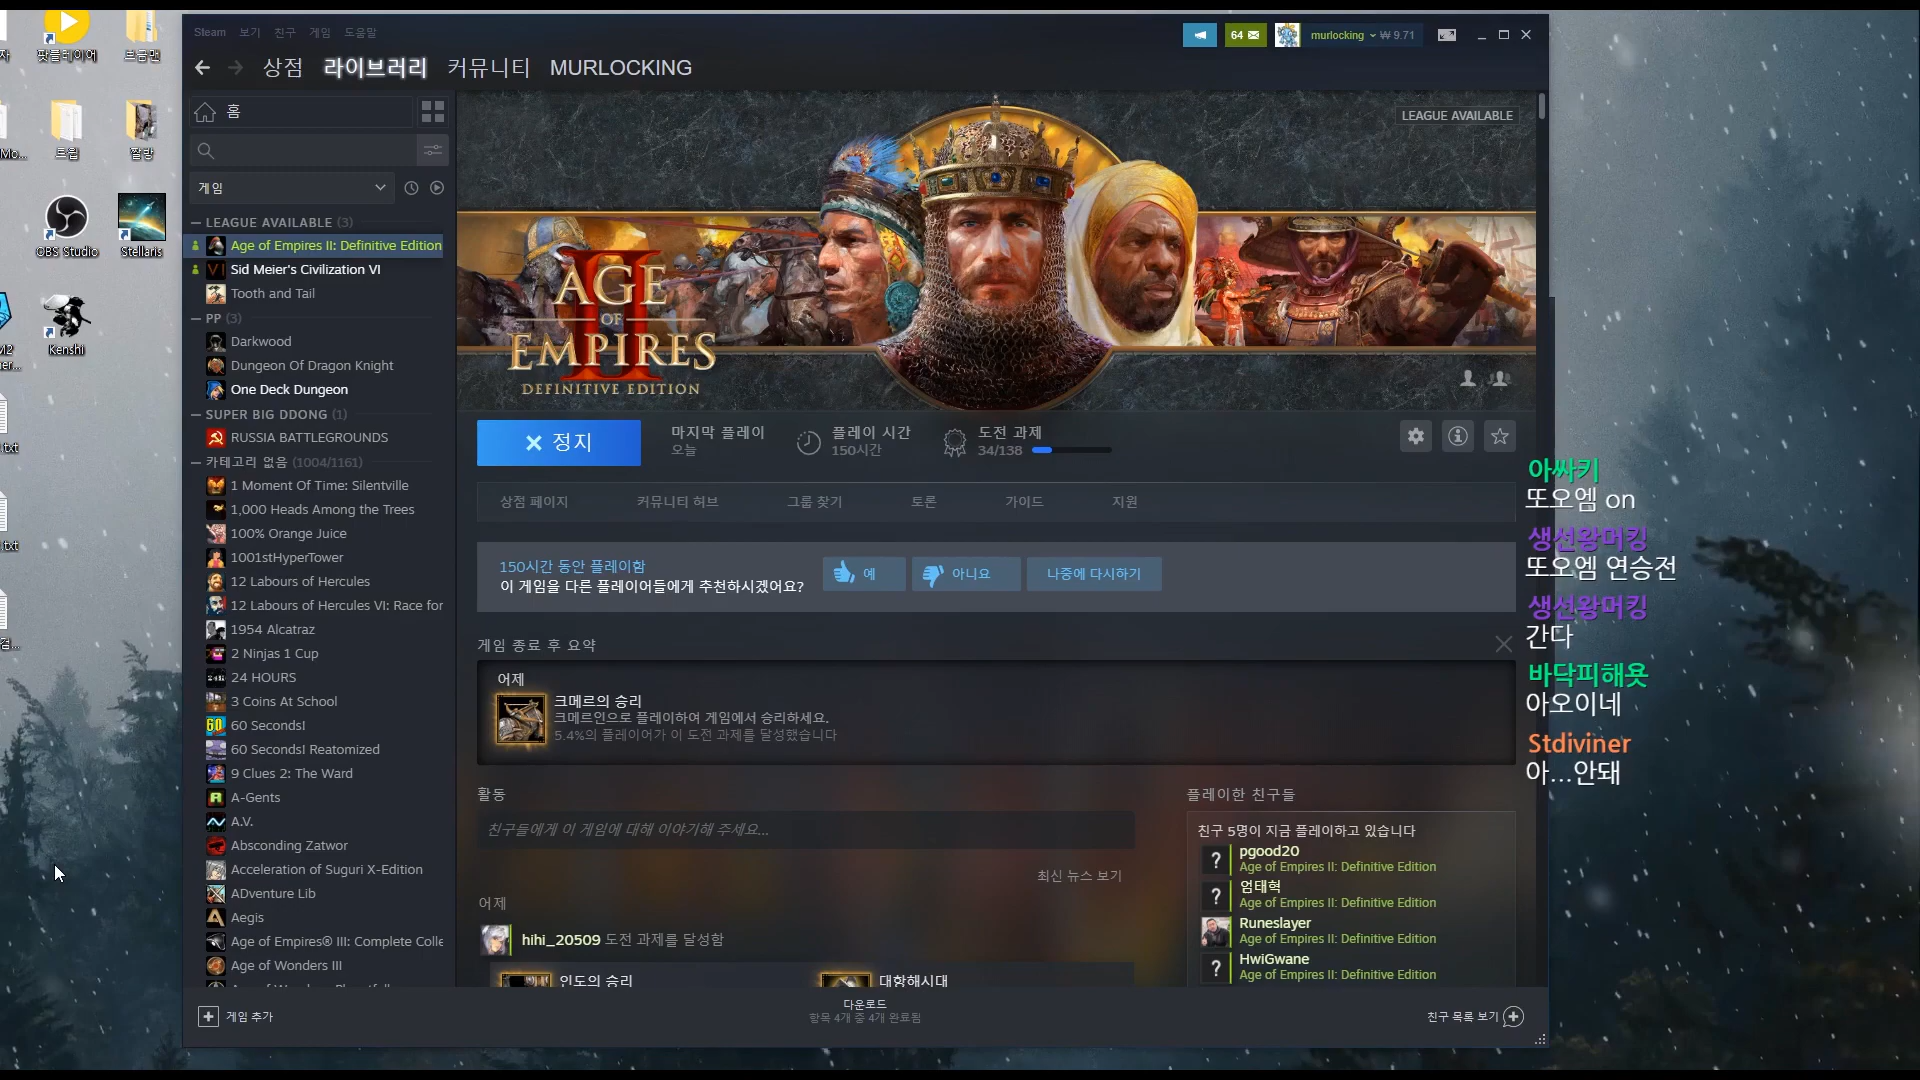 Steam 보기 친구 게임 도움말
64
murlocking ₩ 9.71
상점 라이브러리 커뮤니티 MURLOCKING
홈
게임
LEAGUE AVAILABLE (3)
Age of Empires II: Definitive Edition
Sid Meier's Civilization VI
Tooth and Tail
PP (3)
Darkwood
Dungeon Of Dragon Knight
One Deck Dungeon
SUPER BIG DDONG (1)
RUSSIA BATTLEGROUNDS
카테고리 없음 (1004/1161)
1 Moment Of Time: Silentville
1,000 Heads Among the Trees
100% Orange Juice
1001stHyperTower
12 Labours of Hercules
12 Labours of Hercules VI: Race for
1954 Alcatraz
2 Ninjas 1 Cup
24 HOURS
3 Coins At School
60 Seconds!
60 Seconds! Reatomized
9 Clues 2: The Ward
A-Gents
A.V.
Absconding Zatwor
Acceleration of Suguri X-Edition
ADventure Lib
Aegis
Age of Empires® III: Complete Colle
Age of Wonders III
게임 추가
LEAGUE AVAILABLE
AGE
OF
EMPIRES
II
DEFINITIVE EDITION
정지
마지막 플레이
오늘
플레이 시간
150시간
도전 과제
34/138
상점 페이지 커뮤니티 허브 그룹 찾기 토론 가이드 지원
150시간 동안 플레이함
이 게임을 다른 플레이어들에게 추천하시겠어요?
예
아니요
나중에 다시하기
게임 종료 후 요약
어제
크메르의 승리
크메르인으로 플레이하여 게임에서 승리하세요.
5.4%의 플레이어가 이 도전 과제를 달성했습니다
활동
친구들에게 이 게임에 대해 이야기해 주세요...
최신 뉴스 보기
어제
hihi_20509 도전 과제를 달성함
인도의 승리
대항해시대
플레이한 친구들
친구 5명이 지금 플레이하고 있습니다
pgood20
Age of Empires II: Definitive Edition
엄태혁
Age of Empires II: Definitive Edition
Runeslayer
Age of Empires II: Definitive Edition
HwiGwane
Age of Empires II: Definitive Edition
다운로드
항목 4개 중 4개 완료됨
친구 목록 보기
팟플레이어
짤방
OBS Studio
Stellaris
Kenshi
.txt
.txt
아싸키
또오엠 on
생선왕머킹
또오엠 연승전
생선왕머킹
간다
바닥피해욧
아오이네
Stdiviner
아...안돼